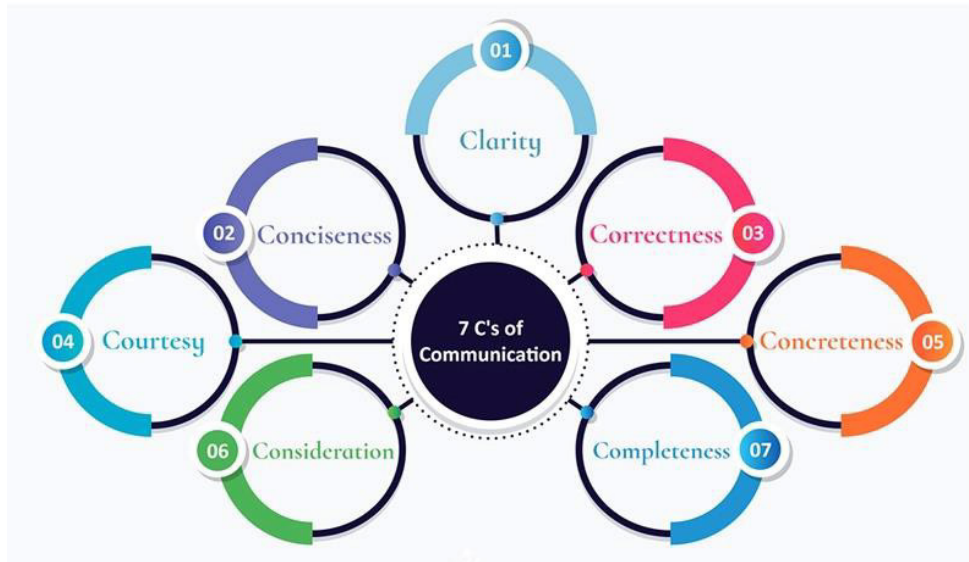 01
Clarity
02
Conciseness
Correctness
03
04
Courtesy
7 C's of
Communication
Concreteness
05
06
Consideration
Completeness
07